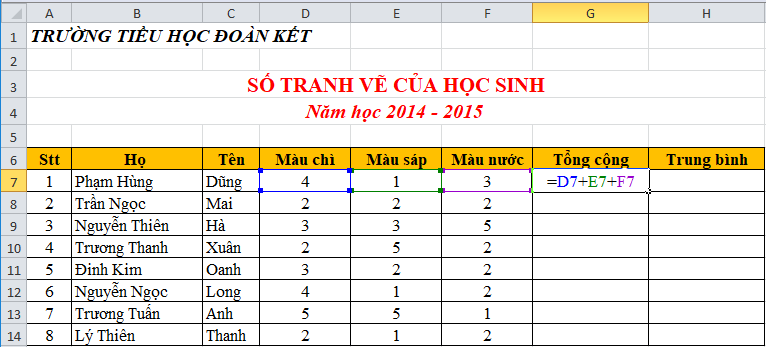 A B C D E F G H
1 TRƯỜNG TIỂU HỌC ĐOÀN KẾT
2
3 SỐ TRANH VẼ CỦA HỌC SINH
4 Năm học 2014 - 2015
5
6 Stt Họ Tên Màu chì Màu sáp Màu nước Tổng cộng Trung bình
7 1 Phạm Hùng Dũng 4 1 3 =D7+E7+F7
8 2 Trần Ngọc Mai 2 2 2
9 3 Nguyễn Thiên Hà 3 3 5
10 4 Trương Thanh Xuân 2 5 2
11 5 Đinh Kim Oanh 3 2 2
12 6 Nguyễn Ngọc Long 4 1 2
13 7 Trương Tuấn Anh 5 5 1
14 8 Lý Thiên Thanh 2 1 2